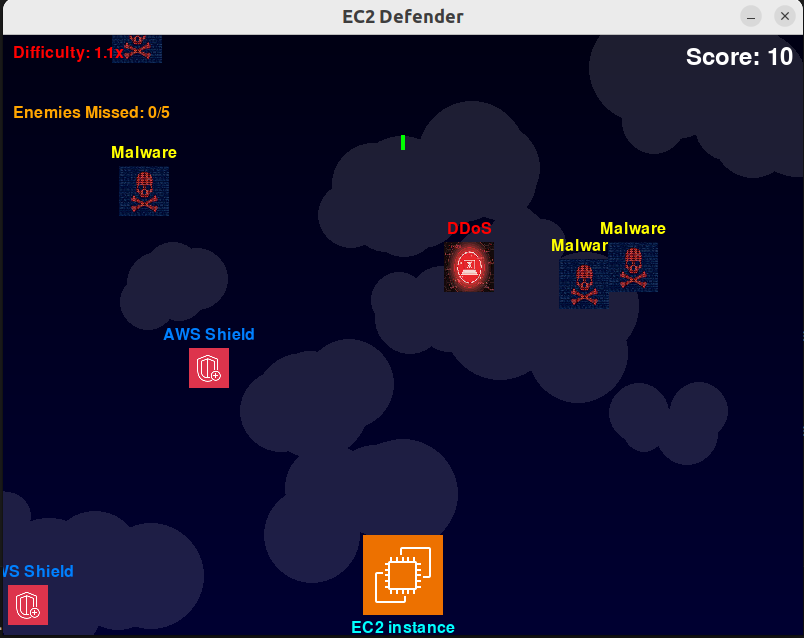 EC2 Defender
Difficulty: 1.1x
Score: 10
Enemies Missed: 0/5
Malware
DDoS
Malware
Malwar
AWS Shield
WS Shield
EC2 instance